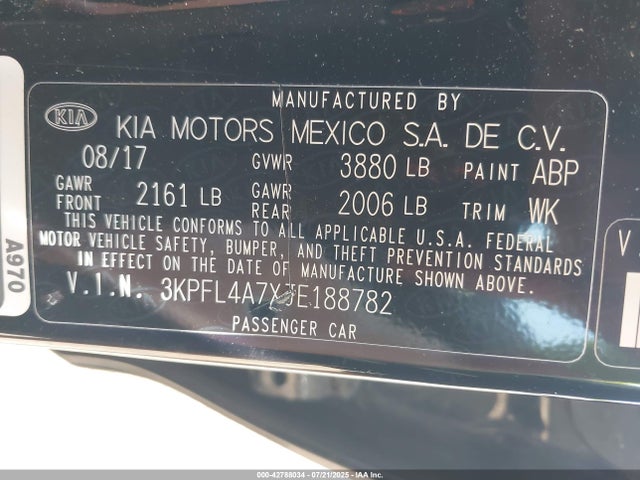 MANUFACTURED BY
KIA KIA MOTORS MEXICO S.A. DE C.V.
08/17 GVWR 3880 LB PAINT ABP
GAWR FRONT 2161 LB GAWR REAR 2006 LB TRIM WK
THIS VEHICLE CONFORMS TO ALL APPLICABLE U.S.A. FEDERAL
MOTOR VEHICLE SAFETY, BUMPER, AND THEFT PREVENTION STANDARDS
IN EFFECT ON THE DATE OF MANUFACTURE SHOWN ABOVE.
V.I.N. 3KPFL4A7XJE188782
PASSENGER CAR
A970
V
000-42788034 | 07/21/2025 | IAA Inc.